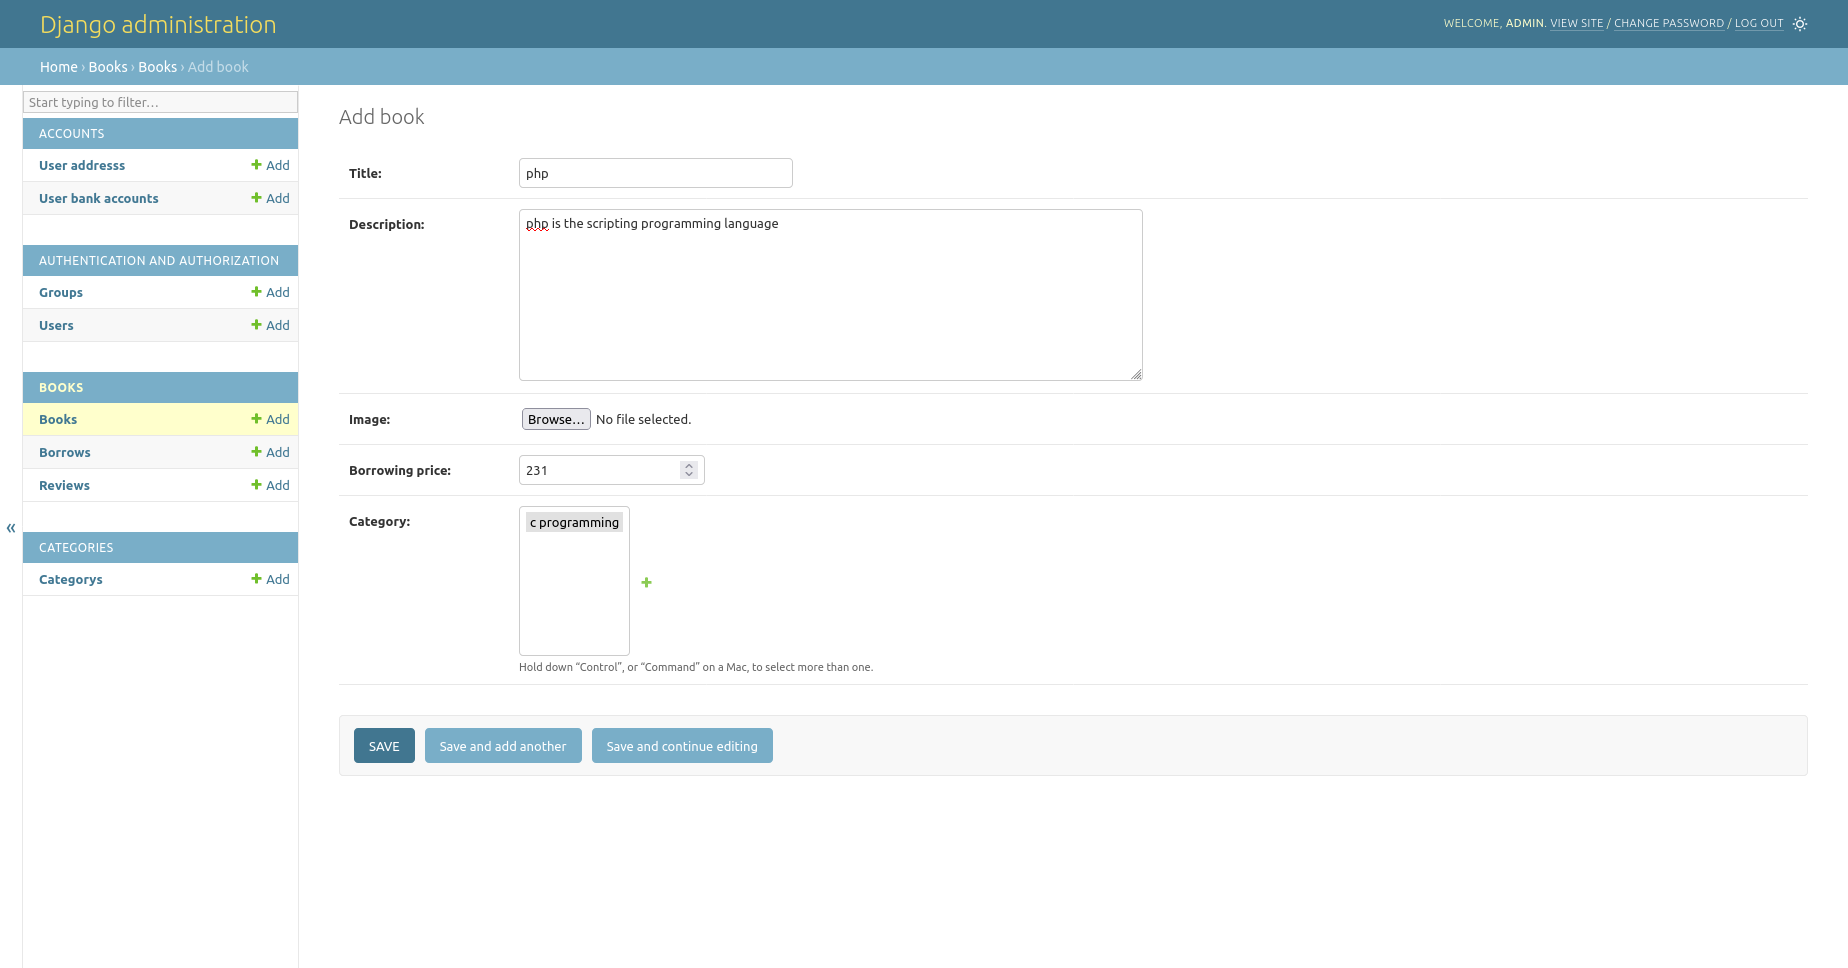 Django administration
WELCOME, ADMIN. VIEW SITE / CHANGE PASSWORD / LOG OUT
Home › Books › Books › Add book
Start typing to filter…
ACCOUNTS
User addresss Add
User bank accounts Add
AUTHENTICATION AND AUTHORIZATION
Groups Add
Users Add
BOOKS
Books Add
Borrows Add
Reviews Add
«
CATEGORIES
Categorys Add
Add book
Title: php
Description: php is the scripting programming language
Image: Browse… No file selected.
Borrowing price: 231
Category: c programming
Hold down “Control”, or “Command” on a Mac, to select more than one.
SAVE Save and add another Save and continue editing